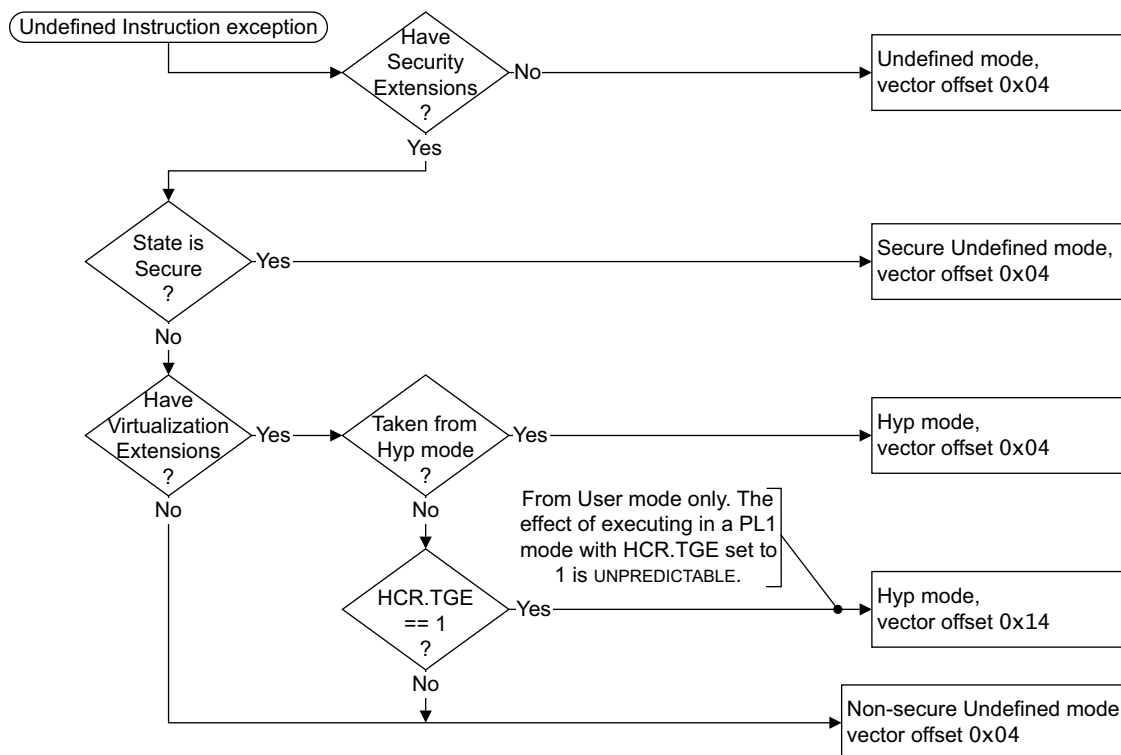 Undefined Instruction exception
Have
Security
Extensions
?
No
Undefined mode,
vector offset 0x04
Yes
State is
Secure
?
Yes
Secure Undefined mode,
vector offset 0x04
No
Have
Virtualization
Extensions
?
Yes
Taken from
Hyp mode
?
Yes
Hyp mode,
vector offset 0x04
No
No
From User mode only. The
effect of executing in a PL1
mode with HCR.TGE set to
1 is UNPREDICTABLE.
HCR.TGE
== 1
?
Yes
Hyp mode,
vector offset 0x14
No
Non-secure Undefined mode
vector offset 0x04